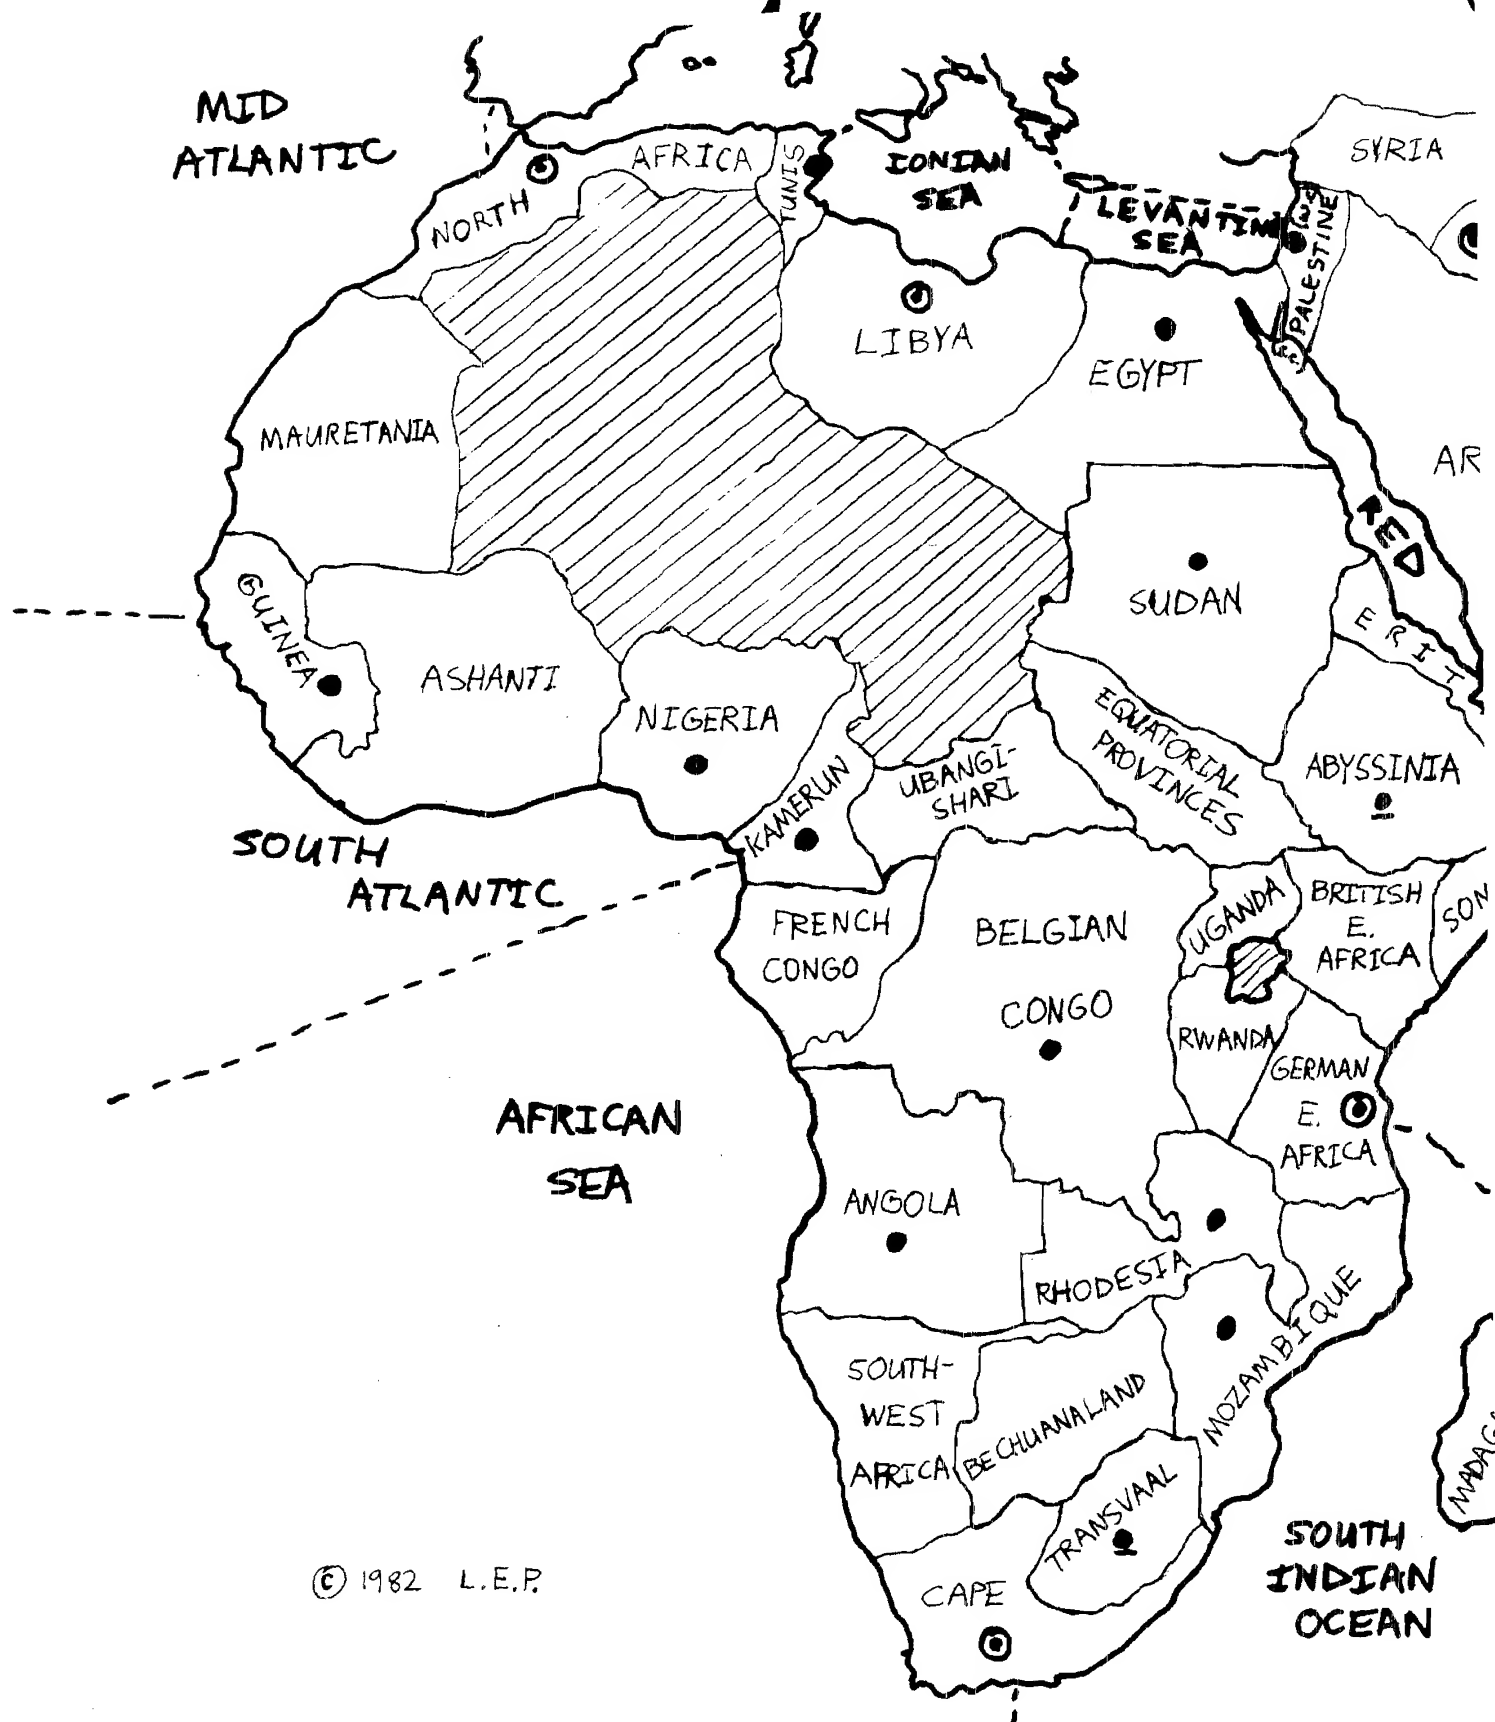 MID
ATLANTIC
NORTH
AFRICA
TUNIS
IONIAN
SEA
SYRIA
LEVANTINE
SEA
PALESTINE
LIBYA
EGYPT
MAURETANIA
AR
RED
GUINEA
SUDAN
ERIT
ASHANTI
NIGERIA
EQUATORIAL
PROVINCES
ABYSSINIA
KAMERUN
UBANGI-
SHARI
SOUTH
ATLANTIC
FRENCH
CONGO
BELGIAN
CONGO
UGANDA
BRITISH
E.
AFRICA
SON
RWANDA
GERMAN
E.
AFRICA
AFRICAN
SEA
ANGOLA
RHODESIA
MOZAMBIQUE
SOUTH-
WEST
AFRICA
BECHUANALAND
MADAGA
TRANSVAAL
SOUTH
INDIAN
OCEAN
CAPE
© 1982 L.E.P.